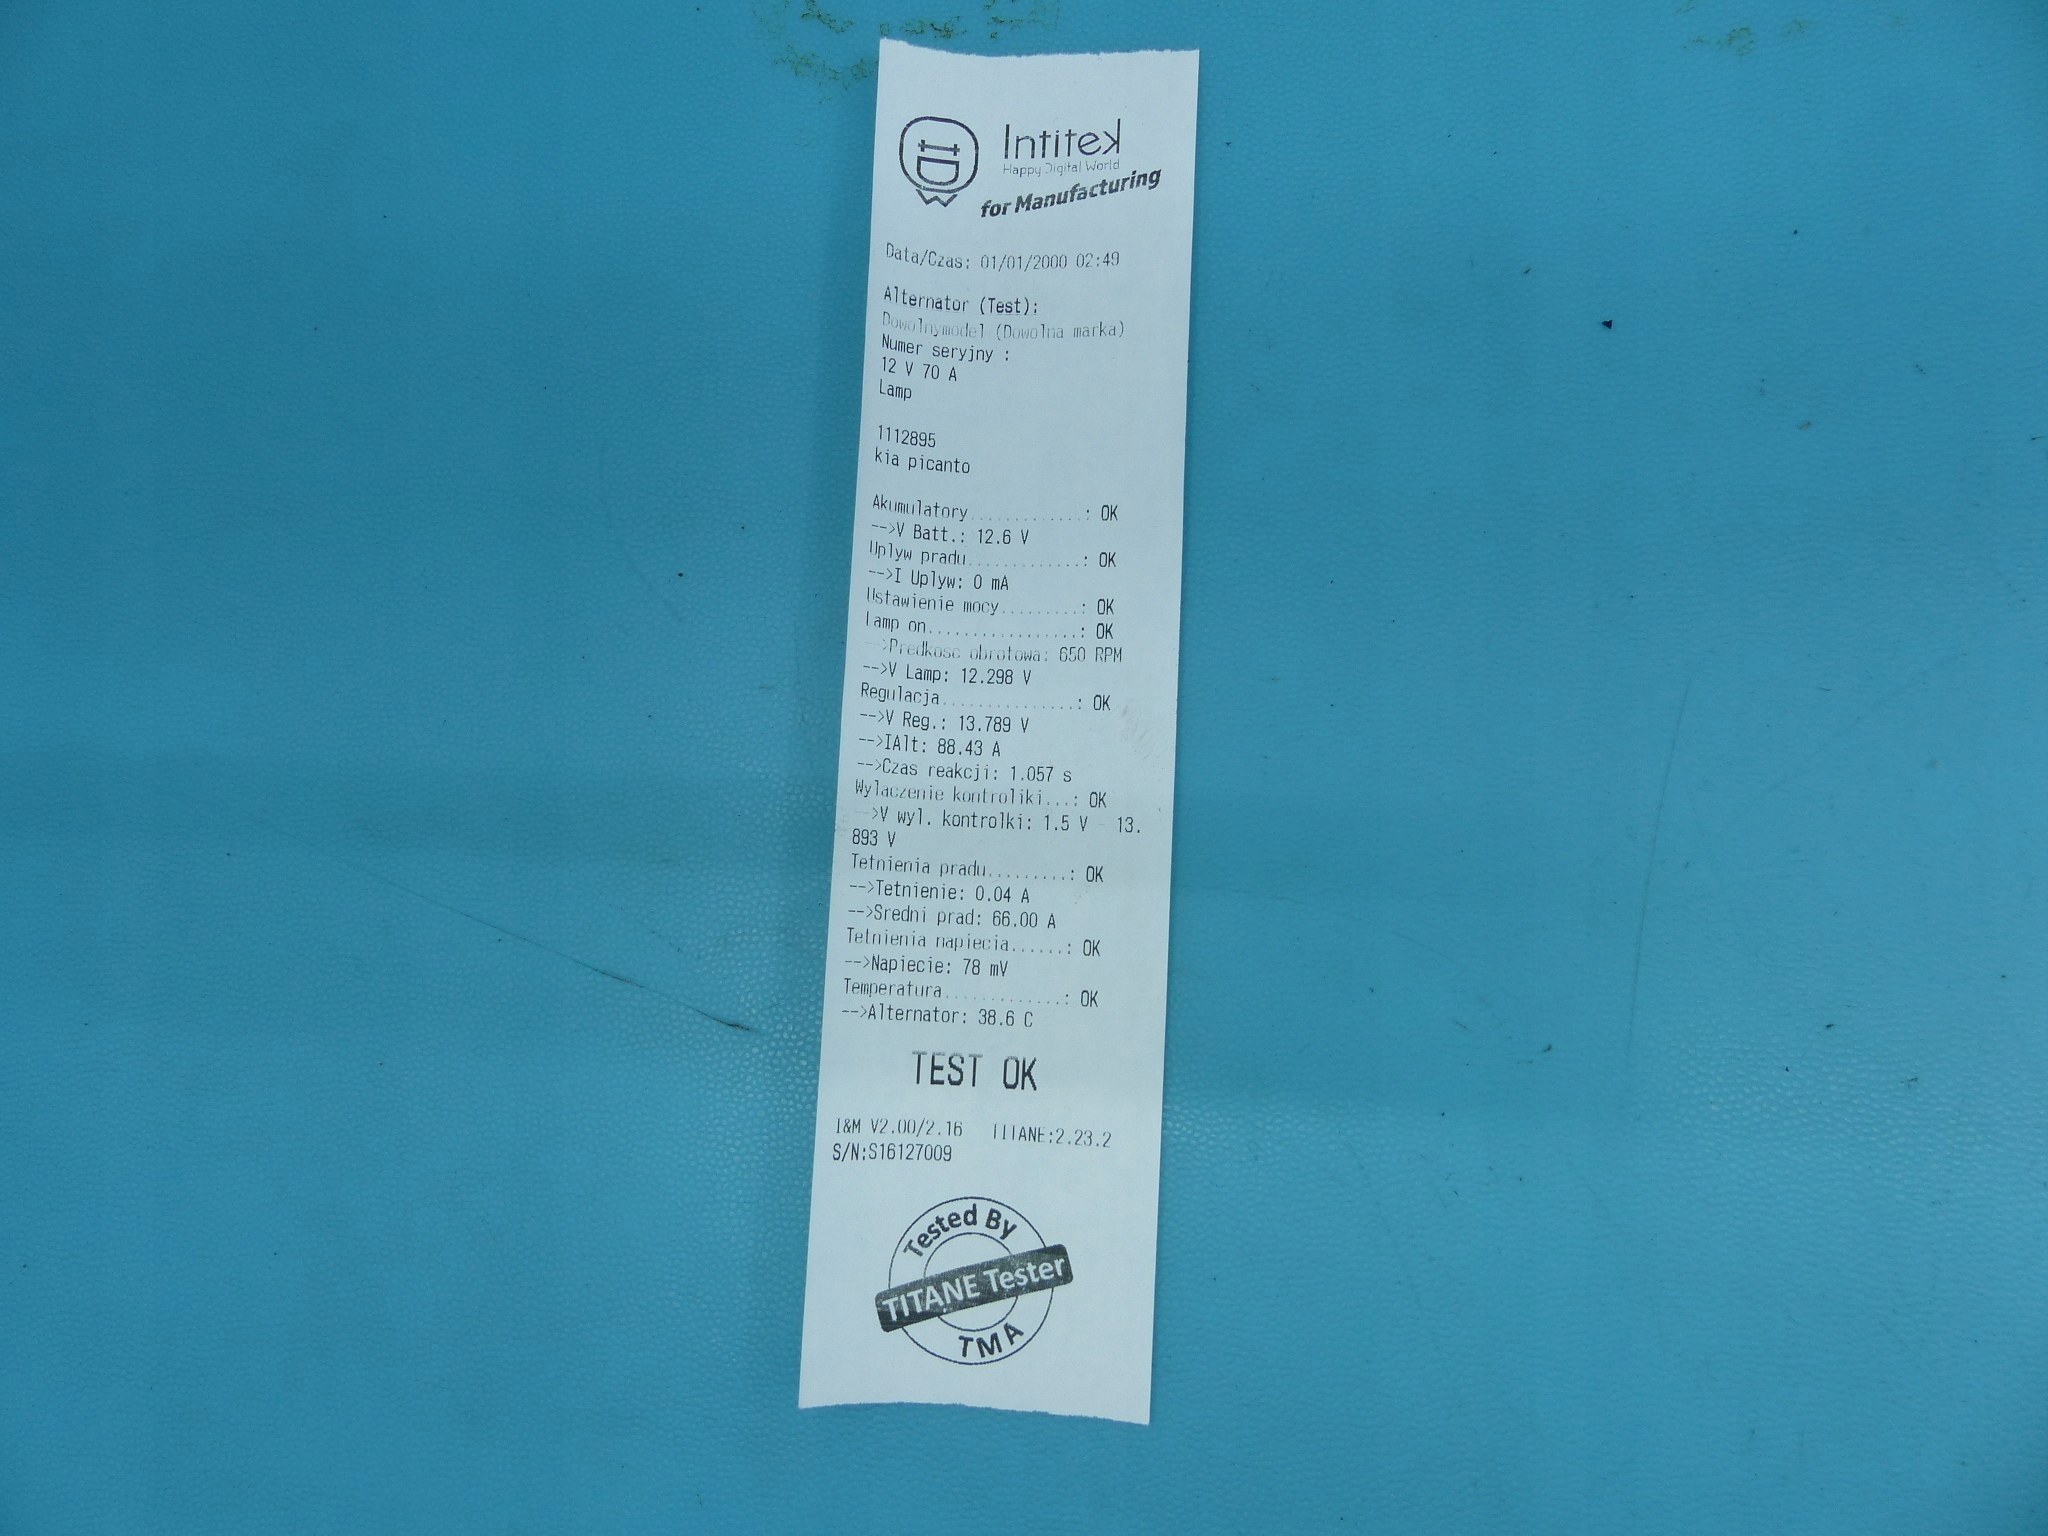 Intitek
Happy Digital World
for Manufacturing
Data/Czas: 01/01/2000 02:49
Alternator (Test):
Dowolnymodel (Dowolna marka)
Numer seryjny :
12 V 70 A
Lamp
1112895
kia picanto
Akumulatory.............: OK
-->V Batt.: 12.6 V
Uplyw pradu.............: OK
-->I Uplyw: 0 mA
Ustawienie mocy.........: OK
Lamp on.................: OK
-->Predkosc obrotowa: 650 RPM
-->V Lamp: 12.298 V
Regulacja...............: OK
-->V Reg.: 13.789 V
-->IAlt: 88.43 A
-->Czas reakcji: 1.057 s
Wylaczenie kontroliki...: OK
-->V wyl. kontrolki: 1.5 V - 13.
893 V
Tetnienia pradu.........: OK
-->Tetnienie: 0.04 A
-->Sredni prad: 66.00 A
Tetnienia napiecia......: OK
-->Napiecie: 78 mV
Temperatura.............: OK
-->Alternator: 38.6 C
TEST OK
I&M V2.00/2.16 TITANE:2.23.2
S/N:S16127009
Tested By
TITANE Tester
TMA